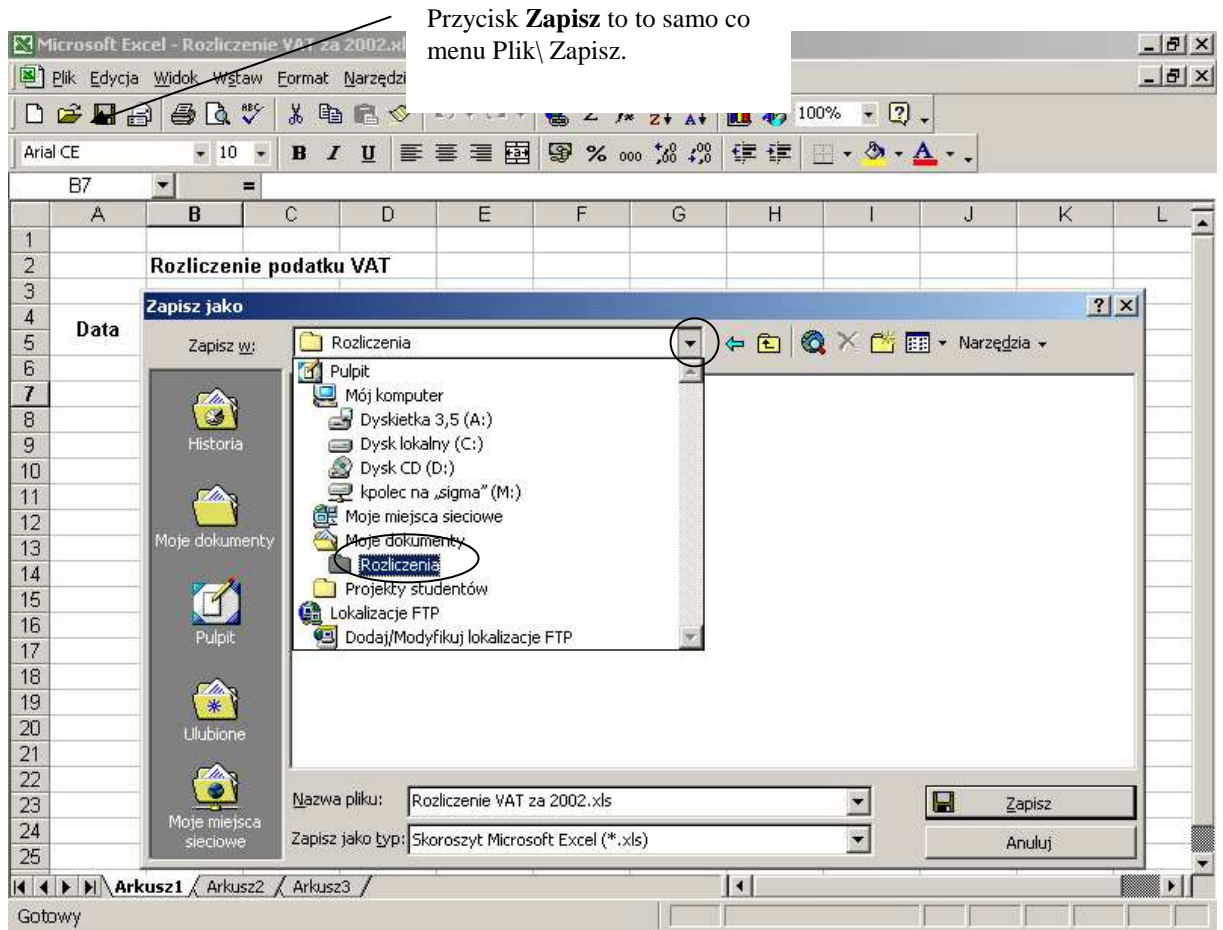 Przycisk Zapisz to to samo co
menu Plik\ Zapisz.
Microsoft Excel - Rozliczenie VAT za 2002.xl
Plik Edycja Widok Wstaw Format Narzędzi
100%
Arial CE 10 B I U % 000
B7 =
A B C D E F G H I J K L
1
2 Rozliczenie podatku VAT
3
4
Data
5
6
7
8
9
10
11
12
13
14
15
16
17
18
19
20
21
22
23
24
25
Zapisz jako
Zapisz w: Rozliczenia Narzędzia
Historia
Moje dokumenty
Pulpit
Ulubione
Moje miejsca
sieciowe
Pulpit
Mój komputer
Dyskietka 3,5 (A:)
Dysk lokalny (C:)
Dysk CD (D:)
kpolec na „sigma” (M:)
Moje miejsca sieciowe
Moje dokumenty
Rozliczenia
Projekty studentów
Lokalizacje FTP
Dodaj/Modyfikuj lokalizacje FTP
Nazwa pliku: Rozliczenie VAT za 2002.xls Zapisz
Zapisz jako typ: Skoroszyt Microsoft Excel (*.xls) Anuluj
Arkusz1 Arkusz2 Arkusz3
Gotowy